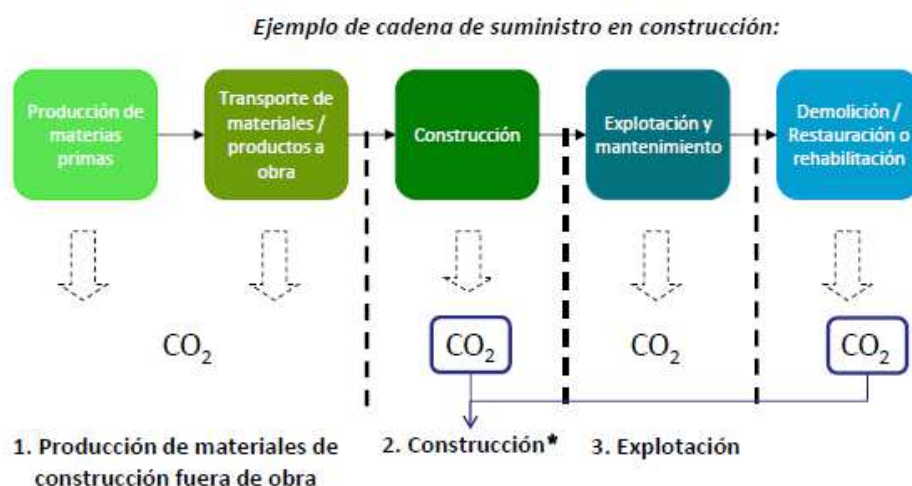 Ejemplo de cadena de suministro en construcción:
Producción de
materias
primas
Transporte de
materiales /
productos a
obra
Construcción
Explotación y
mantenimiento
Demolición /
Restauración o
rehabilitación
CO2
CO2
CO2
CO2
1. Producción de materiales de
construcción fuera de obra
2. Construcción*
3. Explotación